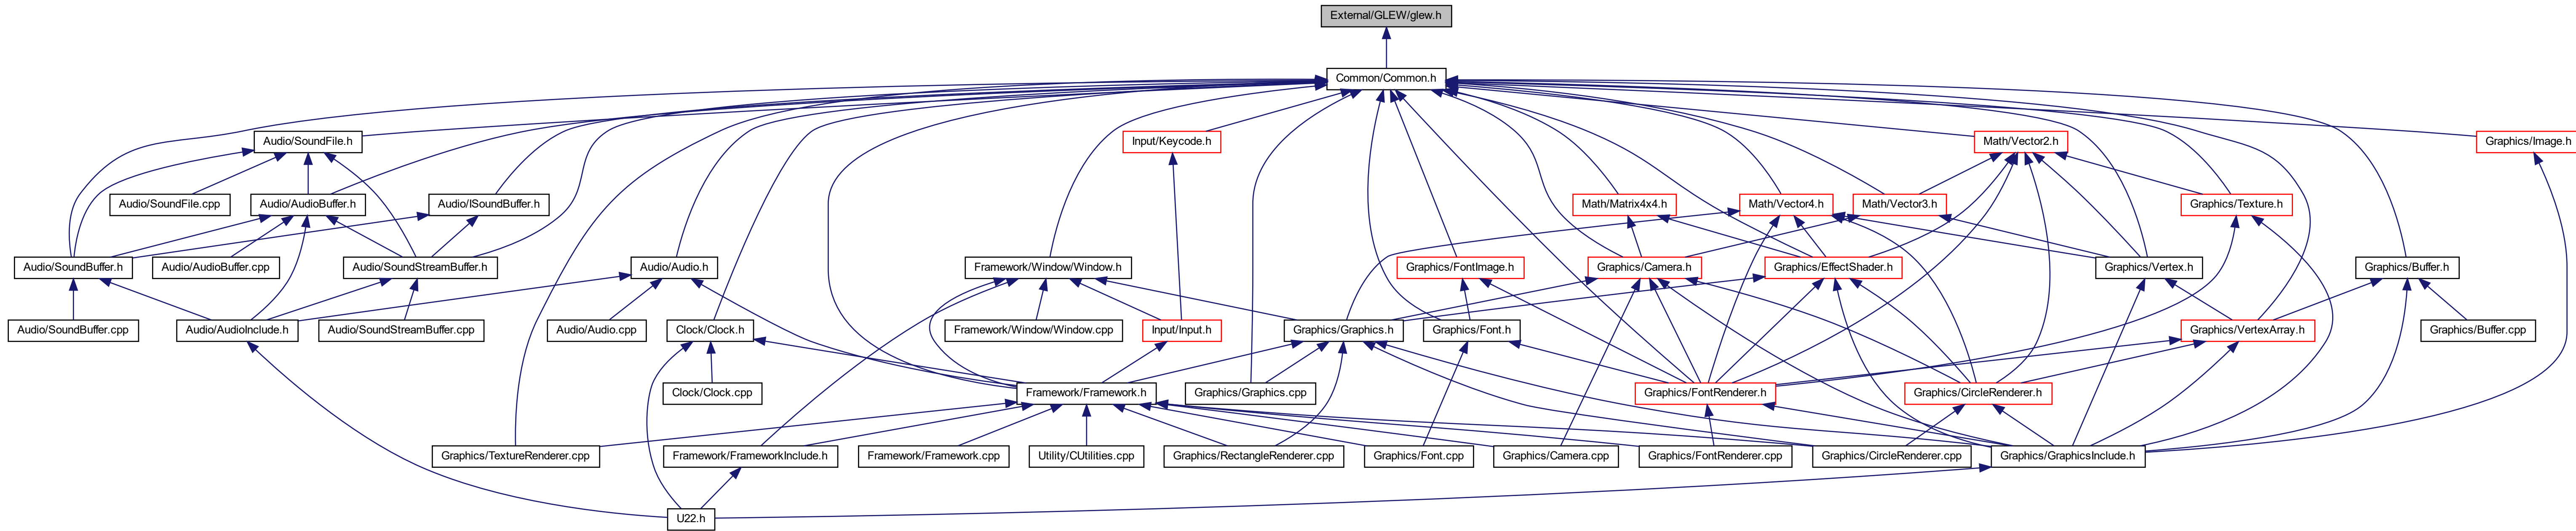 External/GLEW/glew.h
Common/Common.h
Audio/SoundFile.h
Input/Keycode.h
Math/Vector2.h
Graphics/Image.h
Audio/SoundFile.cpp
Audio/AudioBuffer.h
Audio/ISoundBuffer.h
Math/Matrix4x4.h
Math/Vector4.h
Math/Vector3.h
Graphics/Texture.h
Audio/SoundBuffer.h
Audio/AudioBuffer.cpp
Audio/SoundStreamBuffer.h
Audio/Audio.h
Framework/Window/Window.h
Graphics/FontImage.h
Graphics/Camera.h
Graphics/EffectShader.h
Graphics/Vertex.h
Graphics/Buffer.h
Audio/SoundBuffer.cpp
Audio/AudioInclude.h
Audio/SoundStreamBuffer.cpp
Audio/Audio.cpp
Clock/Clock.h
Framework/Window/Window.cpp
Input/Input.h
Graphics/Graphics.h
Graphics/Font.h
Graphics/VertexArray.h
Graphics/Buffer.cpp
Clock/Clock.cpp
Framework/Framework.h
Graphics/Graphics.cpp
Graphics/FontRenderer.h
Graphics/CircleRenderer.h
Graphics/TextureRenderer.cpp
Framework/FrameworkInclude.h
Framework/Framework.cpp
Utility/CUtilities.cpp
Graphics/RectangleRenderer.cpp
Graphics/Font.cpp
Graphics/Camera.cpp
Graphics/FontRenderer.cpp
Graphics/CircleRenderer.cpp
Graphics/GraphicsInclude.h
U22.h